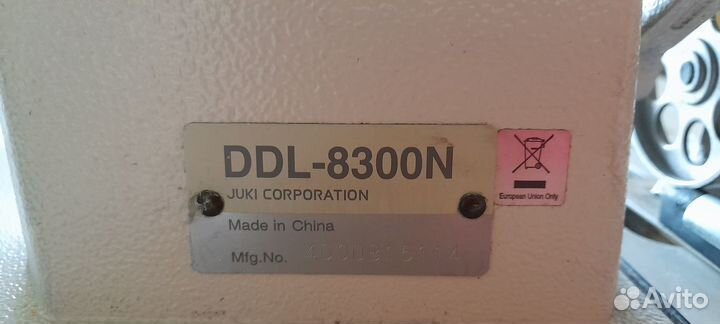 DDL-8300N
JUKI CORPORATION
Made in China
Mfg.No.
European Union Only
Avito